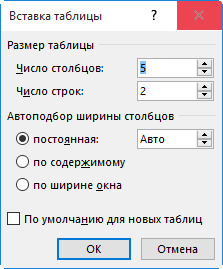 Вставка таблицы ? ×
Размер таблицы
Число столбцов: 5
Число строк: 2
Автоподбор ширины столбцов
постоянная: Авто
по содержимому
по ширине окна
По умолчанию для новых таблиц
ОК Отмена